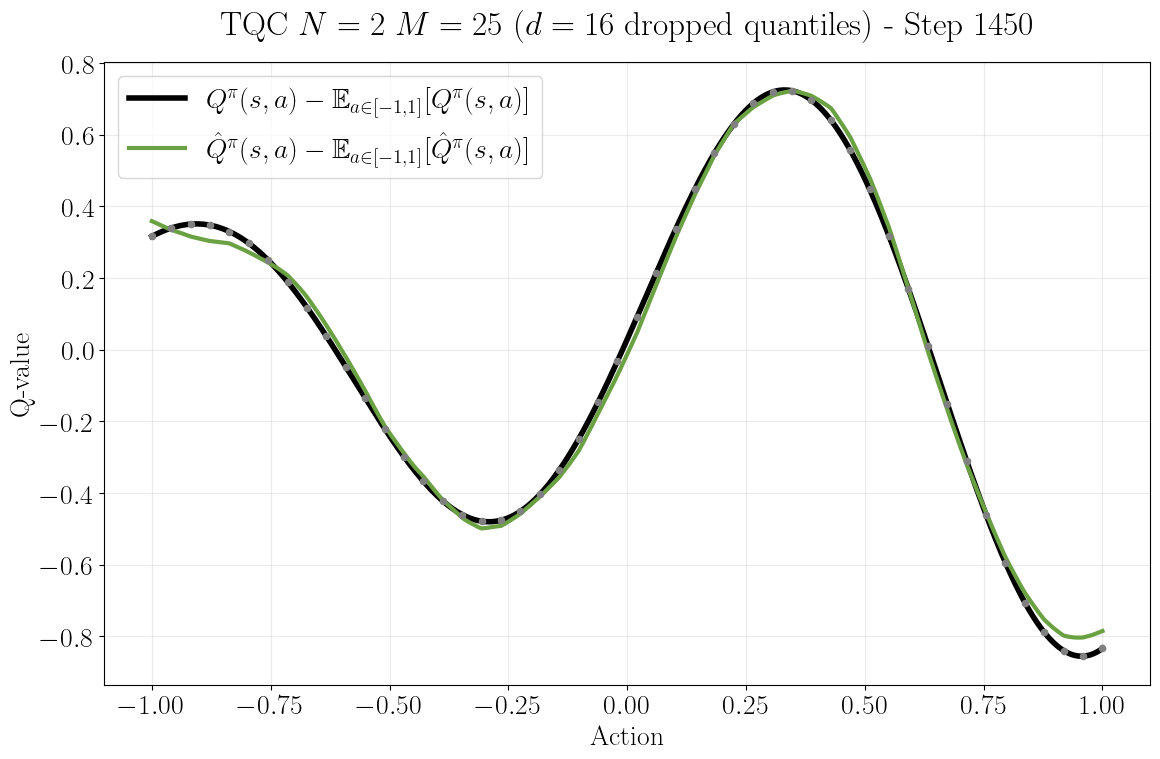 TQC N = 2 M = 25 (d = 16 dropped quantiles) - Step 1450
Q^π(s, a) − 𝔼_{a∈[−1,1]}[Q^π(s, a)]
Q̂^π(s, a) − 𝔼_{a∈[−1,1]}[Q̂^π(s, a)]
0.8
0.6
0.4
0.2
0.0
−0.2
−0.4
−0.6
−0.8
Q-value
−1.00 −0.75 −0.50 −0.25 0.00 0.25 0.50 0.75 1.00
Action